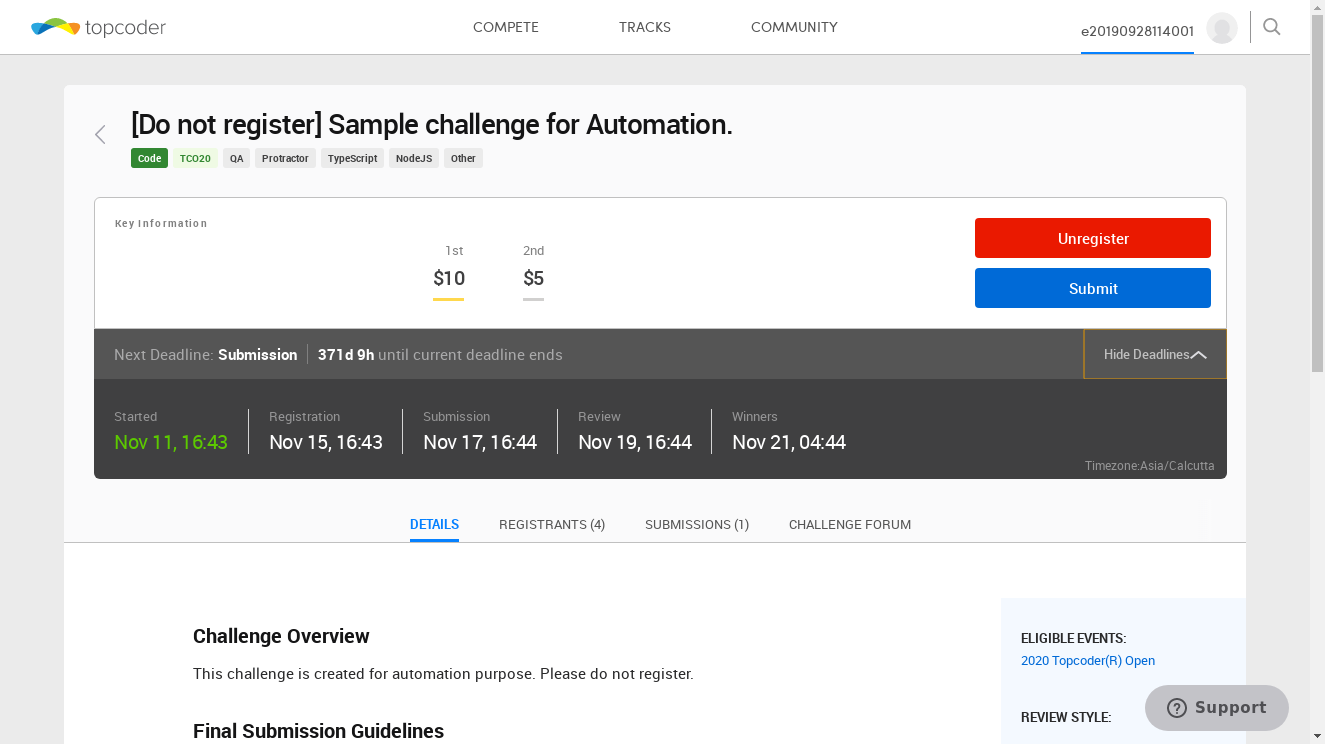 topcoder
COMPETE TRACKS COMMUNITY e20190928114001
[Do not register] Sample challenge for Automation.
Code TCO20 QA Protractor TypeScript NodeJS Other
Key Information
1st 2nd
$10 $5
Unregister
Submit
Next Deadline: Submission 371d 9h until current deadline ends Hide Deadlines
Started Registration Submission Review Winners
Nov 11, 16:43 Nov 15, 16:43 Nov 17, 16:44 Nov 19, 16:44 Nov 21, 04:44
Timezone:Asia/Calcutta
DETAILS REGISTRANTS (4) SUBMISSIONS (1) CHALLENGE FORUM
Challenge Overview
This challenge is created for automation purpose. Please do not register.
Final Submission Guidelines
ELIGIBLE EVENTS:
2020 Topcoder(R) Open
REVIEW STYLE:
Support